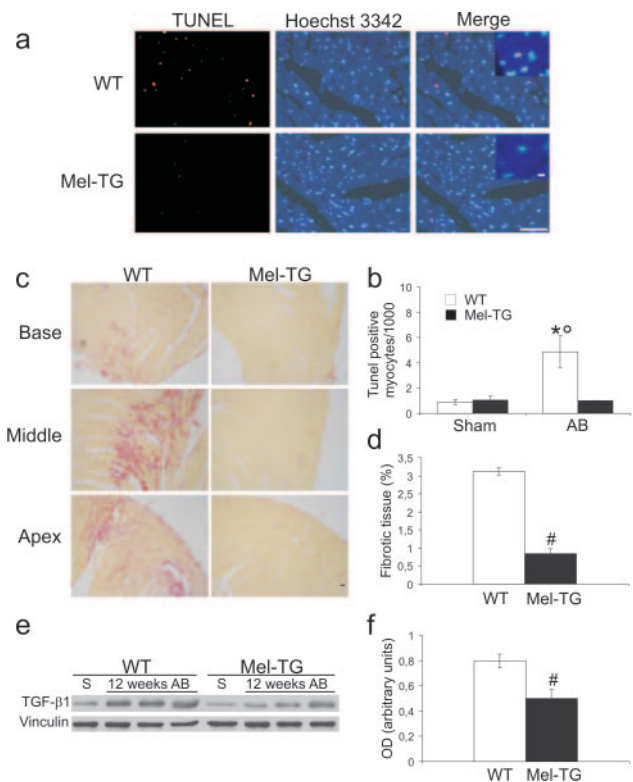 a
TUNEL Hoechst 3342 Merge
WT
Mel-TG
c
WT Mel-TG
Base
Middle
Apex
b
WT
Mel-TG
Tunel positive myocytes/1000
10
8
6
4
2
0
*°
Sham AB
d
Fibrotic tissue (%)
3,5
3
2,5
2
1,5
1
0,5
0
#
WT Mel-TG
e
WT Mel-TG
S 12 weeks AB S 12 weeks AB
TGF-β1
Vinculin
f
OD (arbitrary units)
1
0,8
0,6
0,4
0,2
0
#
WT Mel-TG